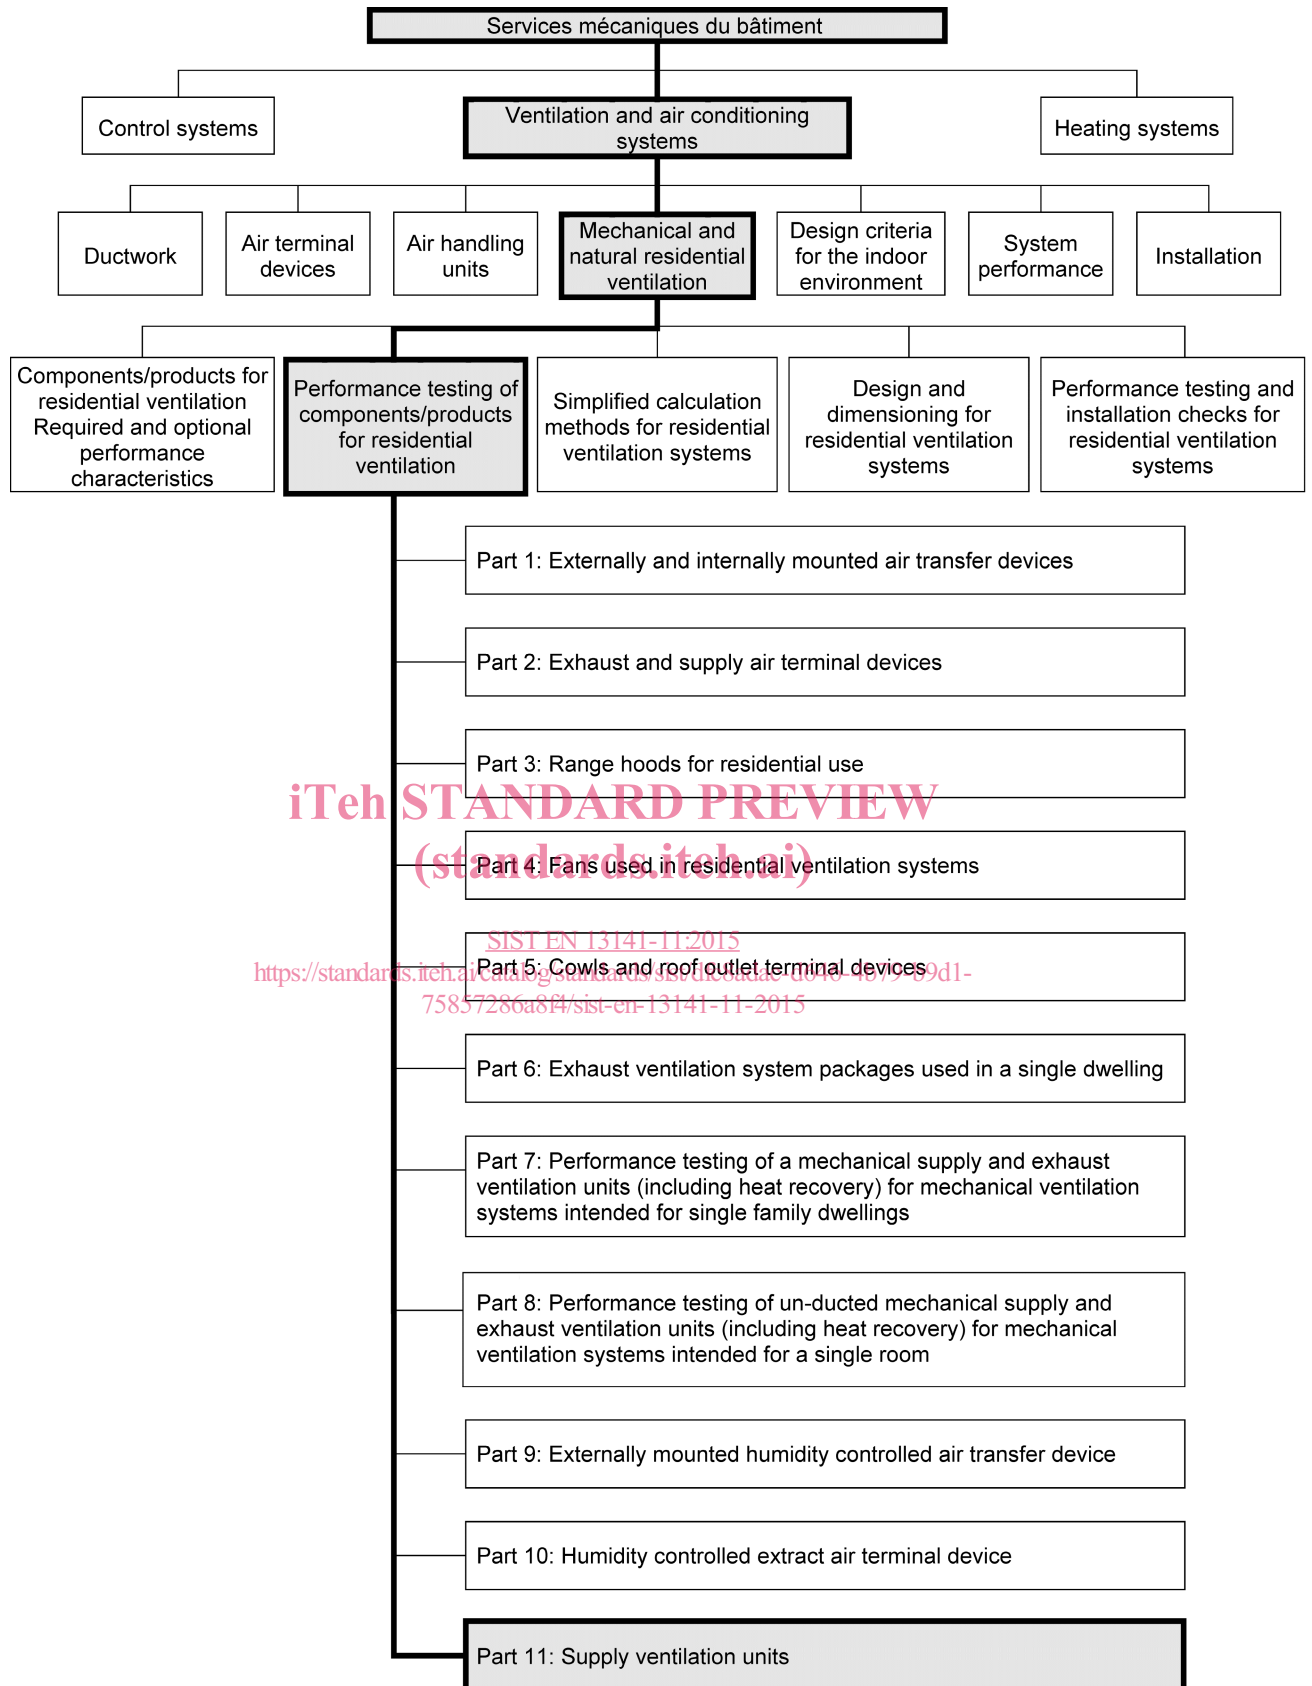 Services mécaniques du bâtiment
Control systems
Ventilation and air conditioning
systems
Heating systems
Ductwork
Air terminal
devices
Air handling
units
Mechanical and
natural residential
ventilation
Design criteria
for the indoor
environment
System
performance
Installation
Components/products for
residential ventilation
Required and optional
performance
characteristics
Performance testing of
components/products
for residential
ventilation
Simplified calculation
methods for residential
ventilation systems
Design and
dimensioning for
residential ventilation
systems
Performance testing and
installation checks for
residential ventilation
systems
Part 1: Externally and internally mounted air transfer devices
Part 2: Exhaust and supply air terminal devices
Part 3: Range hoods for residential use
iTeh STANDARD PREVIEW
Part 4: Fans used in residential ventilation systems
(standards.iteh.ai)
SIST EN 13141-11:2015
Part 5: Cowls and roof outlet terminal devices
75857286a8f4/sist-en-13141-11-2015
Part 6: Exhaust ventilation system packages used in a single dwelling
Part 7: Performance testing of a mechanical supply and exhaust
ventilation units (including heat recovery) for mechanical ventilation
systems intended for single family dwellings
Part 8: Performance testing of un-ducted mechanical supply and
exhaust ventilation units (including heat recovery) for mechanical
ventilation systems intended for a single room
Part 9: Externally mounted humidity controlled air transfer device
Part 10: Humidity controlled extract air terminal device
Part 11: Supply ventilation units